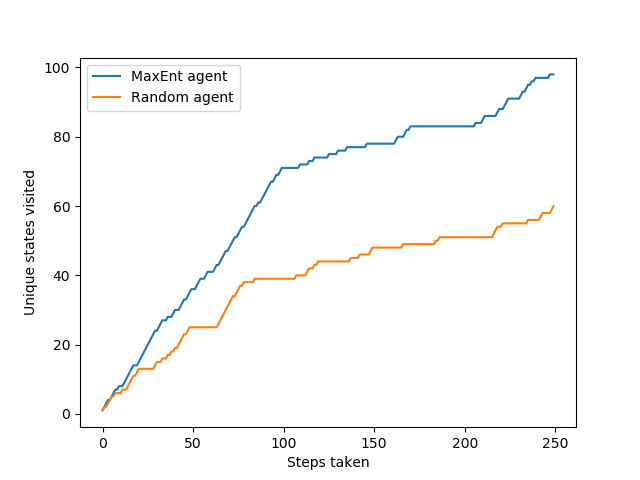 MaxEnt agent
Random agent
Unique states visited
100
80
60
40
20
0
0 50 100 150 200 250
Steps taken